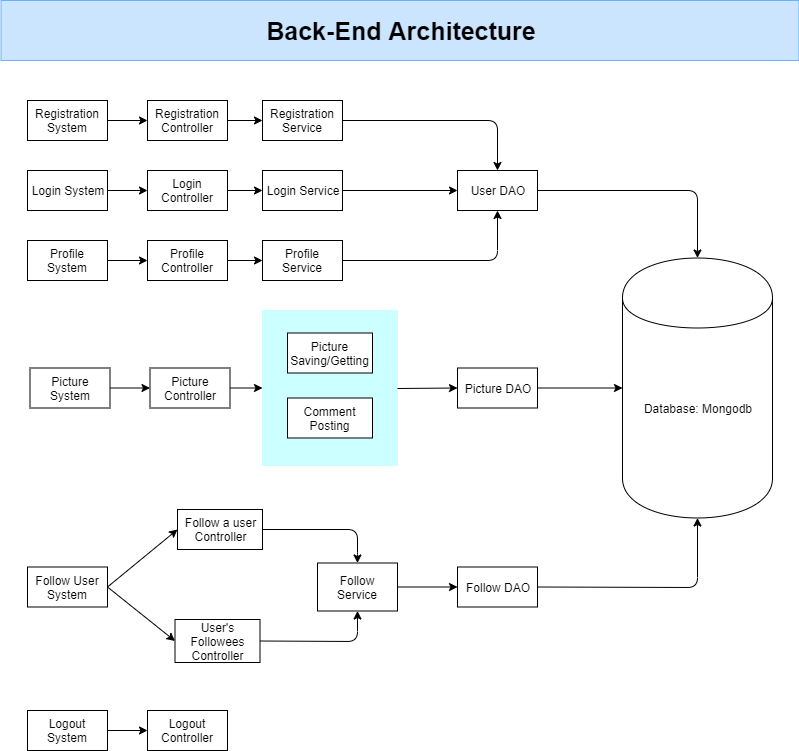 Back-End Architecture
Registration
System
Registration
Controller
Registration
Service
Login System
Login
Controller
Login Service
User DAO
Profile
System
Profile
Controller
Profile
Service
Picture
Saving/Getting
Picture
System
Picture
Controller
Comment
Posting
Picture DAO
Database: Mongodb
Follow a user
Controller
Follow User
System
Follow
Service
Follow DAO
User's
Followees
Controller
Logout
System
Logout
Controller